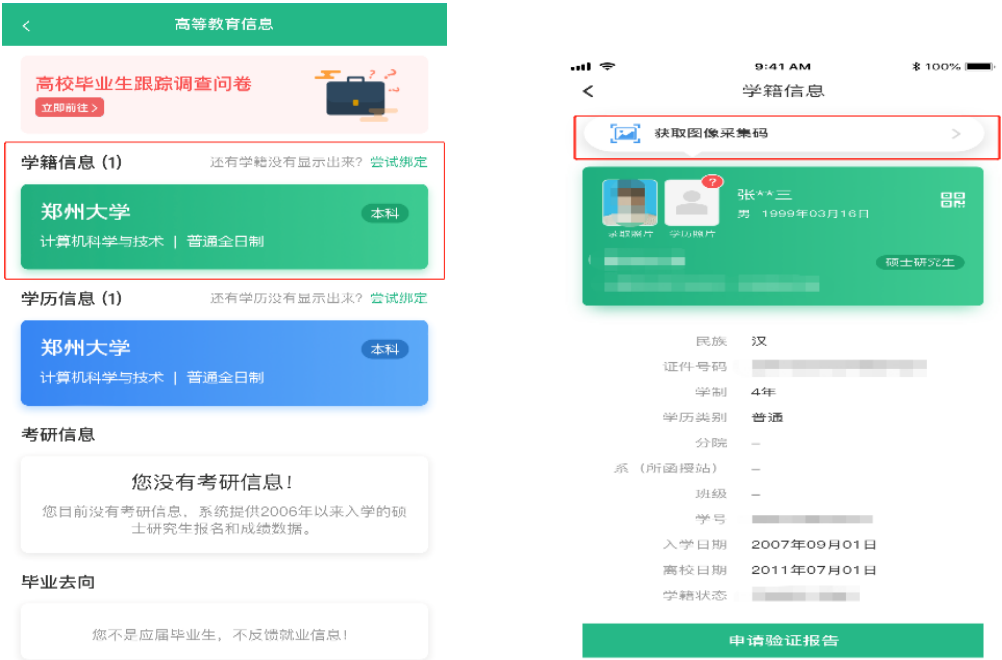 高等教育信息
高校毕业生跟踪调查问卷
立即前往 >
学籍信息 (1) 还有学籍没有显示出来? 尝试绑定
郑州大学 本科
计算机科学与技术 | 普通全日制
学历信息 (1) 还有学历没有显示出来? 尝试绑定
郑州大学 本科
计算机科学与技术 | 普通全日制
考研信息
您没有考研信息!
您目前没有考研信息、系统提供2006年以来入学的硕
士研究生报名和成绩数据。
毕业去向
您不是应届毕业生, 不反馈就业信息!
9:41 AM 100%
学籍信息
获取图像采集码
张**三
男 1999年03月16日
录取照片 学历照片
硕士研究生
民族 汉
证件号码
学制 4年
学历类别 普通
分院 –
系 (所函授站) –
班级 –
学号
入学日期 2007年09月01日
离校日期 2011年07月01日
学籍状态
申请验证报告